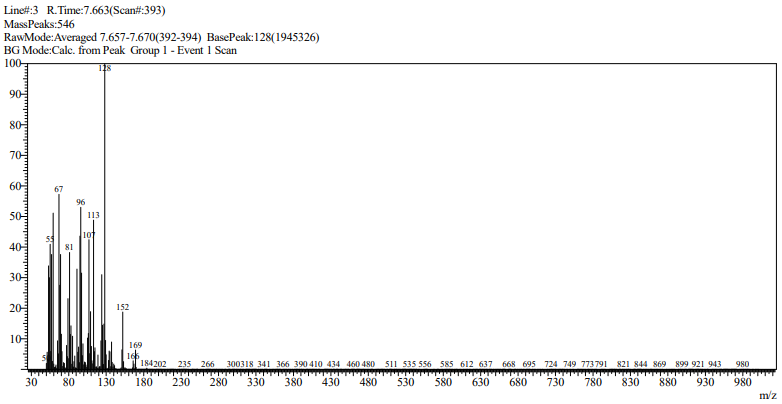 Line#:3 R.Time:7.663(Scan#:393)
MassPeaks:546
RawMode:Averaged 7.657-7.670(392-394) BasePeak:128(1945326)
BG Mode:Calc. from Peak Group 1 - Event 1 Scan
100
128
90
80
70
60
67
96
50
113
55
107
40
81
30
20
152
10
169
166
184 202 235 266 300 318 341 366 390 410 434 460 480 511 535 556 585 612 637 668 695 724 749 773 791 821 844 869 899 921 943 980
30 80 130 180 230 280 330 380 430 480 530 580 630 680 730 780 830 880 930 980
m/z